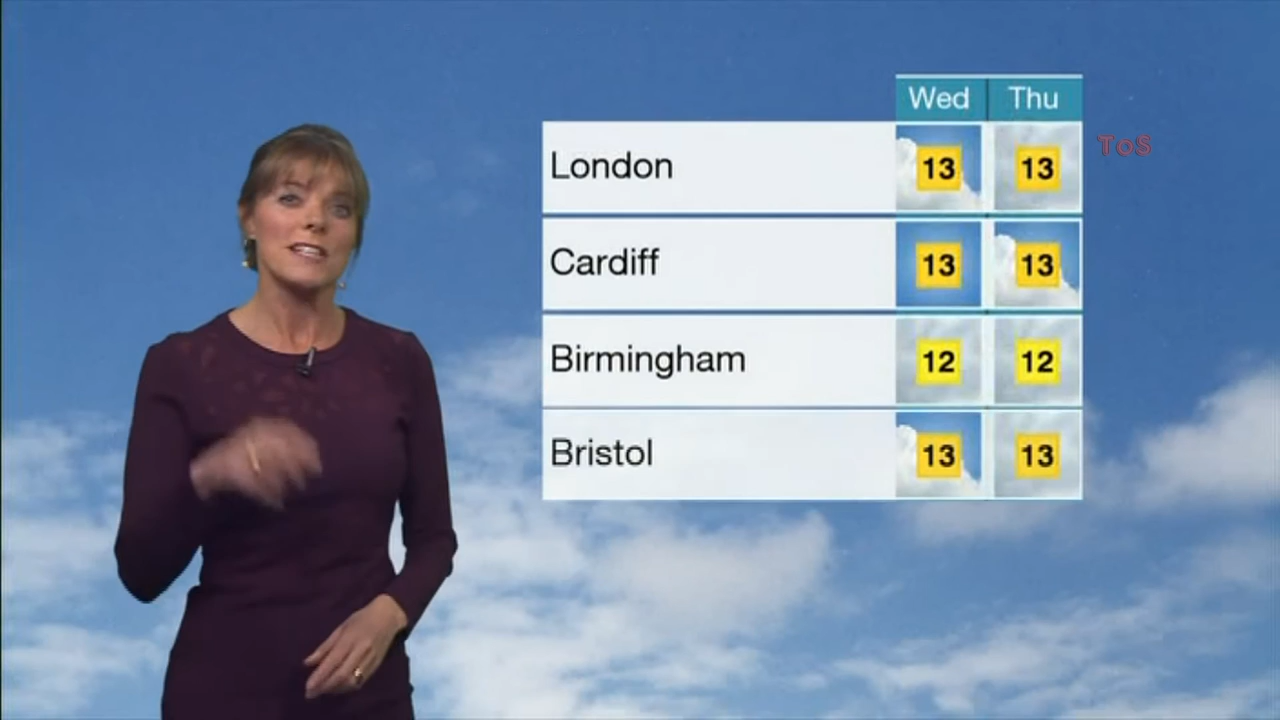 Wed Thu
ToS
London 13 13
Cardiff 13 13
Birmingham 12 12
Bristol 13 13